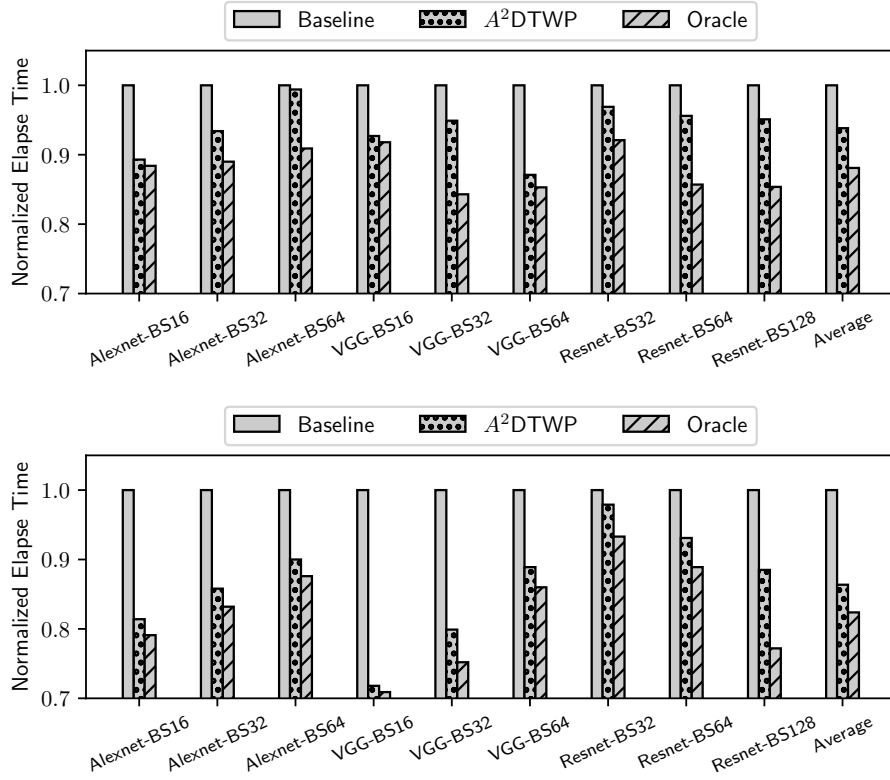 Baseline A²DTWP Oracle
Normalized Elapse Time
1.0
0.9
0.8
0.7
Alexnet-BS16 Alexnet-BS32 Alexnet-BS64 VGG-BS16 VGG-BS32 VGG-BS64 Resnet-BS32 Resnet-BS64 Resnet-BS128 Average
Baseline A²DTWP Oracle
Normalized Elapse Time
1.0
0.9
0.8
0.7
Alexnet-BS16 Alexnet-BS32 Alexnet-BS64 VGG-BS16 VGG-BS32 VGG-BS64 Resnet-BS32 Resnet-BS64 Resnet-BS128 Average